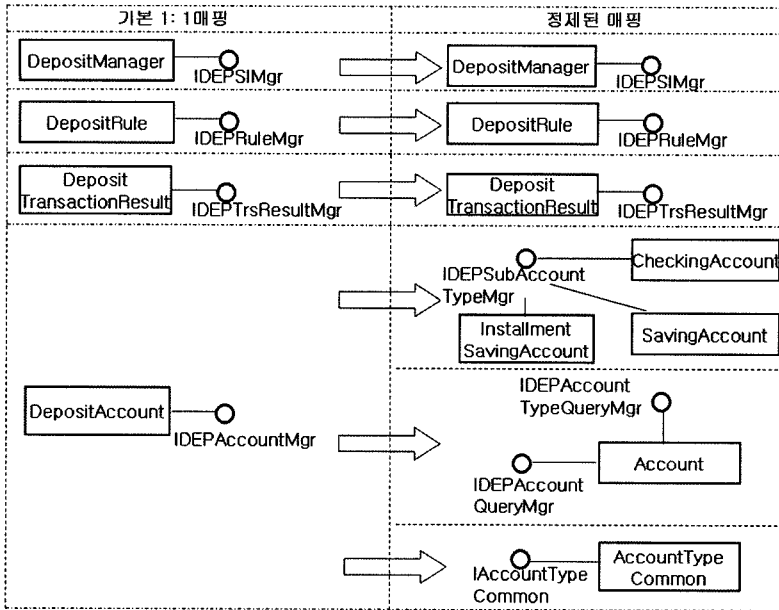 기본 1: 1매핑
정제된 매핑
DepositManager
IDEPSIMgr
DepositManager
IDEPSIMgr
DepositRule
IDEPRuleMgr
DepositRule
IDEPRuleMgr
Deposit
TransactionResult
IDEPTrsResultMgr
Deposit
TransactionResult
IDEPTrsResultMgr
DepositAccount
IDEPAccountMgr
IDEPSubAccount
TypeMgr
CheckingAccount
Installment
SavingAccount
SavingAccount
IDEPAccount
TypeQueryMgr
IDEPAccount
QueryMgr
Account
IAccountType
Common
AccountType
Common